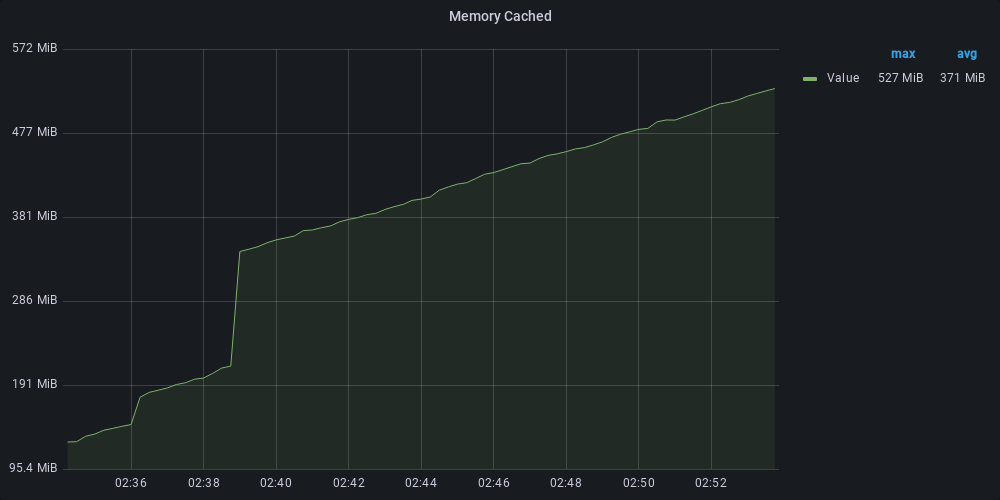 Memory Cached
572 MiB
477 MiB
381 MiB
286 MiB
191 MiB
95.4 MiB
02:36 02:38 02:40 02:42 02:44 02:46 02:48 02:50 02:52
max avg
Value 527 MiB 371 MiB